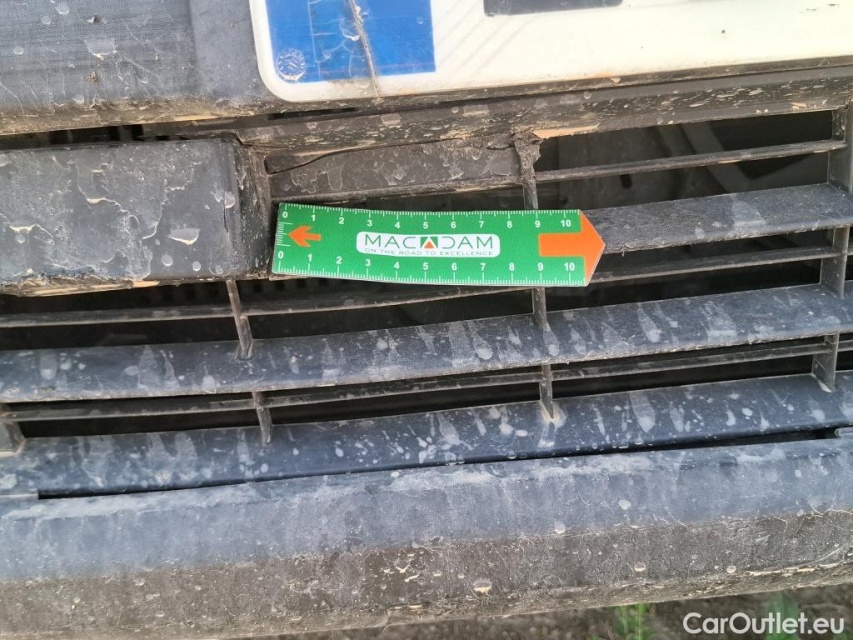 0 1 2 3 4 5 6 7 8 9 10
MACADAM
ON THE ROAD TO EXCELLENCE
0 1 2 3 4 5 6 7 8 9 10
CarOutlet.eu